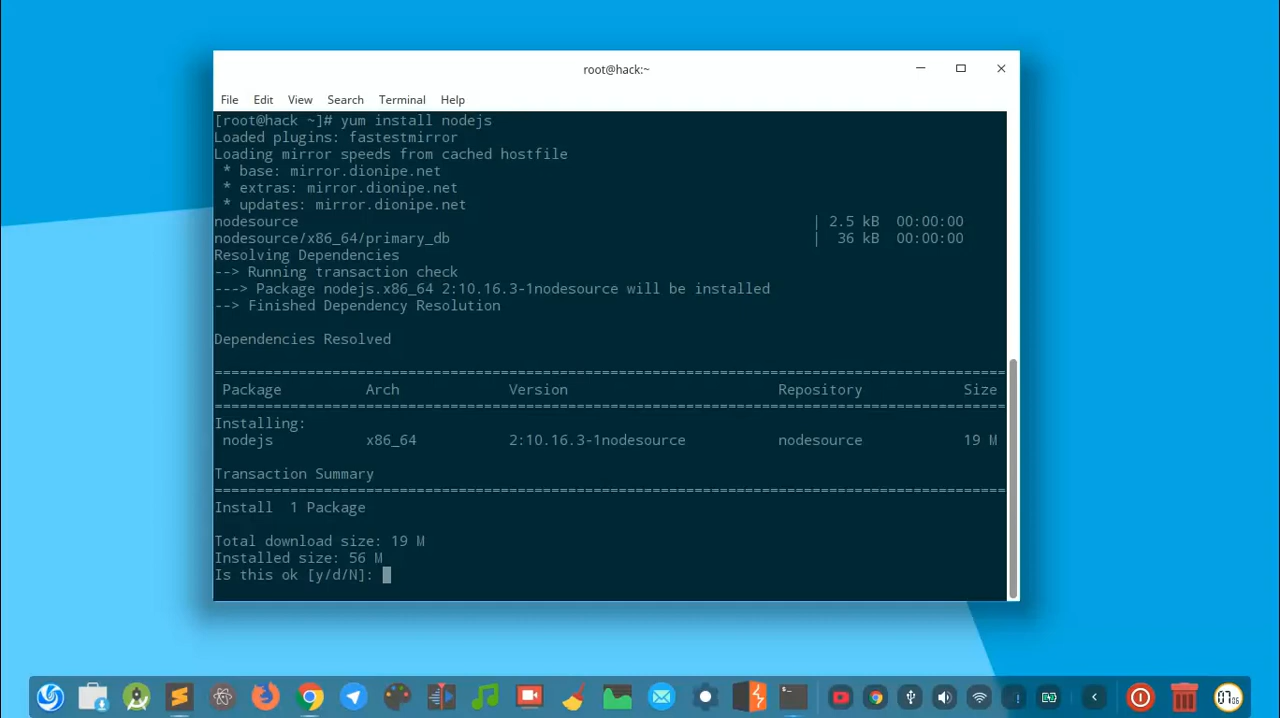 root@hack:~
File Edit View Search Terminal Help
[root@hack ~]# yum install nodejs
Loaded plugins: fastestmirror
Loading mirror speeds from cached hostfile
 * base: mirror.dionipe.net
 * extras: mirror.dionipe.net
 * updates: mirror.dionipe.net
nodesource | 2.5 kB 00:00:00
nodesource/x86_64/primary_db | 36 kB 00:00:00
Resolving Dependencies
--> Running transaction check
---> Package nodejs.x86_64 2:10.16.3-1nodesource will be installed
--> Finished Dependency Resolution
Dependencies Resolved
Package Arch Version Repository Size
Installing:
nodejs x86_64 2:10.16.3-1nodesource nodesource 19 M
Transaction Summary
Install 1 Package
Total download size: 19 M
Installed size: 56 M
Is this ok [y/d/N]:
07 06